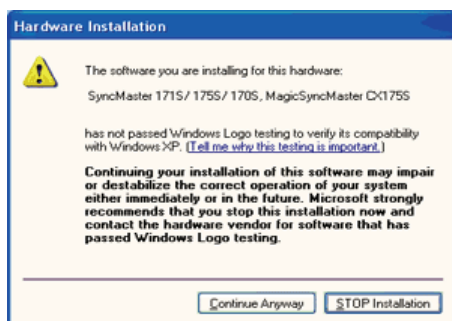 Hardware Installation
The software you are installing for this hardware:
SyncMaster 171S/ 175S/ 170S, MagicSyncMaster CX175S
has not passed Windows Logo testing to verify its compatibility
with Windows XP. (Tell me why this testing is important.)
Continuing your installation of this software may impair
or destabilize the correct operation of your system
either immediately or in the future. Microsoft strongly
recommends that you stop this installation now and
contact the hardware vendor for software that has
passed Windows Logo testing.
Continue Anyway STOP Installation